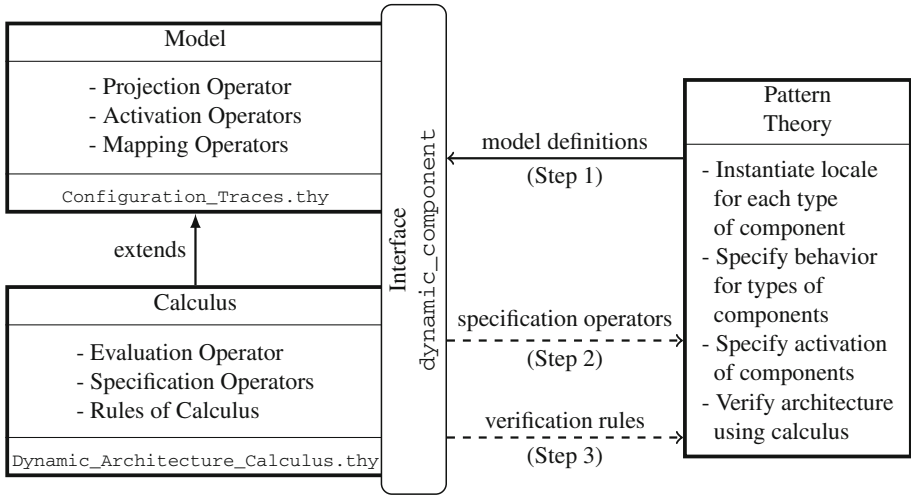 Model
- Projection Operator
- Activation Operators
- Mapping Operators
Configuration_Traces.thy
extends
Calculus
- Evaluation Operator
- Specification Operators
- Rules of Calculus
Dynamic_Architecture_Calculus.thy
Interface
dynamic_component
model definitions
(Step 1)
specification operators
(Step 2)
verification rules
(Step 3)
Pattern
Theory
- Instantiate locale
for each type
of component
- Specify behavior
for types of
components
- Specify activation
of components
- Verify architecture
using calculus